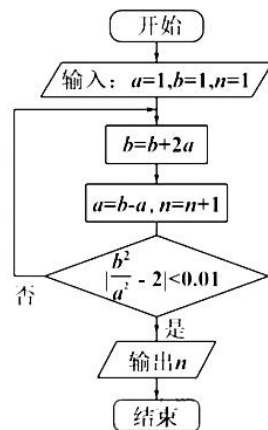 开始
输入：a=1,b=1,n=1
b=b+2a
a=b-a, n=n+1
|b²/a² - 2|<0.01
否
是
输出n
结束